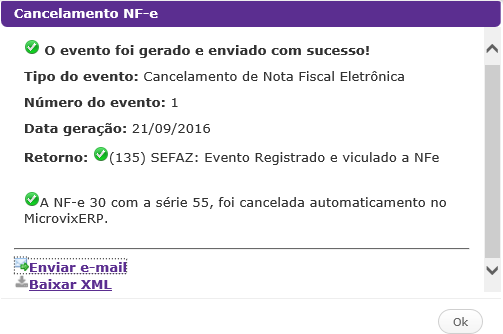 Cancelamento NF-e
O evento foi gerado e enviado com sucesso!
Tipo do evento: Cancelamento de Nota Fiscal Eletrônica
Número do evento: 1
Data geração: 21/09/2016
Retorno: (135) SEFAZ: Evento Registrado e viculado a NFe
A NF-e 30 com a série 55, foi cancelada automaticamento no
MicrovixERP.
Enviar e-mail
Baixar XML
Ok